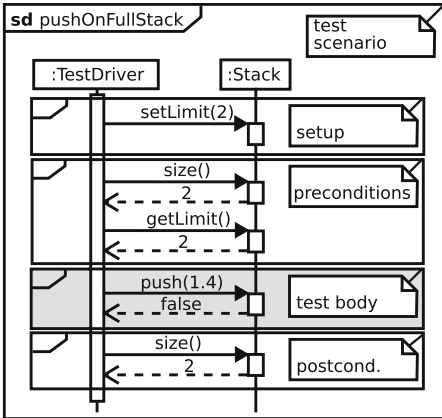 sd pushOnFullStack
test
scenario
:TestDriver
:Stack
setLimit(2)
setup
size()
preconditions
2
getLimit()
2
push(1.4)
test body
false
size()
postcond.
2